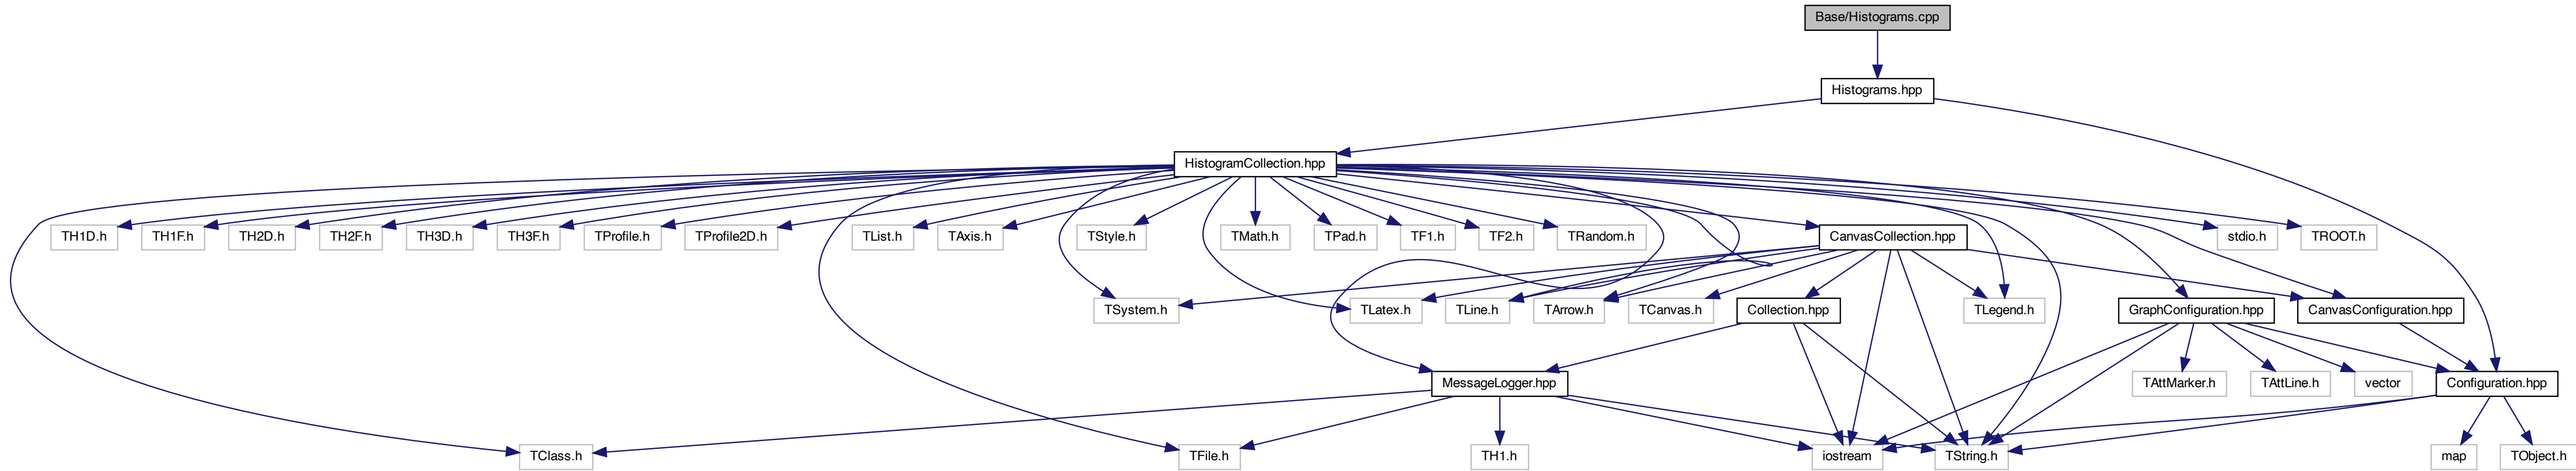 Base/Histograms.cpp
Histograms.hpp
HistogramCollection.hpp
TH1D.h
TH1F.h
TH2D.h
TH2F.h
TH3D.h
TH3F.h
TProfile.h
TProfile2D.h
TList.h
TAxis.h
TStyle.h
TMath.h
TPad.h
TF1.h
TF2.h
TRandom.h
CanvasCollection.hpp
stdio.h
TROOT.h
TSystem.h
TLatex.h
TLine.h
TArrow.h
TCanvas.h
Collection.hpp
TLegend.h
GraphConfiguration.hpp
CanvasConfiguration.hpp
MessageLogger.hpp
TAttMarker.h
TAttLine.h
vector
Configuration.hpp
TClass.h
TFile.h
TH1.h
iostream
TString.h
map
TObject.h